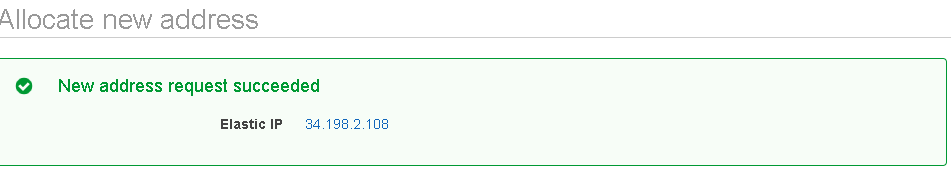 Allocate new address
New address request succeeded
Elastic IP 34.198.2.108